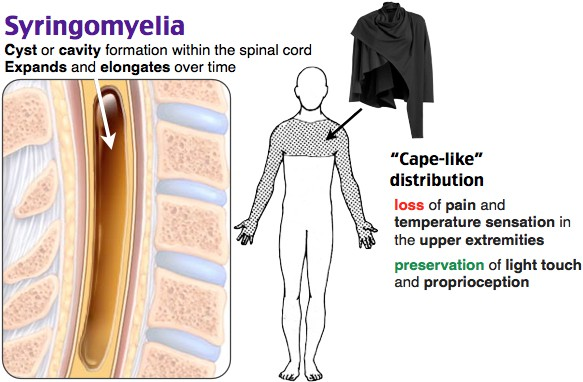 Syringomyelia
Cyst or cavity formation within the spinal cord
Expands and elongates over time
“Cape-like”
distribution
loss of pain and
temperature sensation in
the upper extremities
preservation of light touch
and proprioception